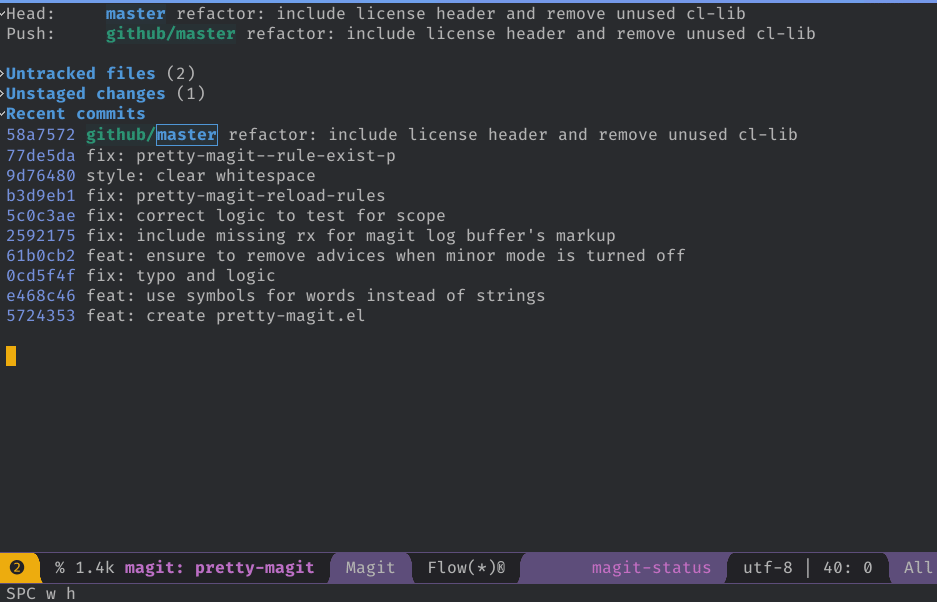 Head: master refactor: include license header and remove unused cl-lib
Push: github/master refactor: include license header and remove unused cl-lib
Untracked files (2)
Unstaged changes (1)
Recent commits
58a7572 github/master refactor: include license header and remove unused cl-lib
77de5da fix: pretty-magit--rule-exist-p
9d76480 style: clear whitespace
b3d9eb1 fix: pretty-magit-reload-rules
5c0c3ae fix: correct logic to test for scope
2592175 fix: include missing rx for magit log buffer's markup
61b0cb2 feat: ensure to remove advices when minor mode is turned off
0cd5f4f fix: typo and logic
e468c46 feat: use symbols for words instead of strings
5724353 feat: create pretty-magit.el
❷ % 1.4k magit: pretty-magit Magit Flow(*)® magit-status utf-8 | 40: 0 All
SPC w h